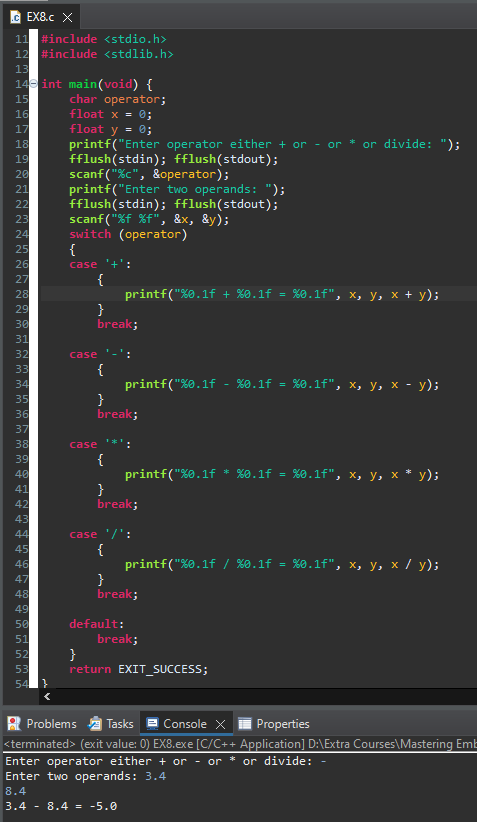 EX8.c
11 #include <stdio.h>
12 #include <stdlib.h>
13
14 int main(void) {
15     char operator;
16     float x = 0;
17     float y = 0;
18     printf("Enter operator either + or - or * or divide: ");
19     fflush(stdin); fflush(stdout);
20     scanf("%c", &operator);
21     printf("Enter two operands: ");
22     fflush(stdin); fflush(stdout);
23     scanf("%f %f", &x, &y);
24     switch (operator)
25     {
26     case '+':
27         {
28             printf("%0.1f + %0.1f = %0.1f", x, y, x + y);
29         }
30         break;
31
32     case '-':
33         {
34             printf("%0.1f - %0.1f = %0.1f", x, y, x - y);
35         }
36         break;
37
38     case '*':
39         {
40             printf("%0.1f * %0.1f = %0.1f", x, y, x * y);
41         }
42         break;
43
44     case '/':
45         {
46             printf("%0.1f / %0.1f = %0.1f", x, y, x / y);
47         }
48         break;
49
50     default:
51         break;
52     }
53     return EXIT_SUCCESS;
54 }
Problems Tasks Console Properties
<terminated> (exit value: 0) EX8.exe [C/C++ Application] D:\Extra Courses\Mastering Emb
Enter operator either + or - or * or divide: -
Enter two operands: 3.4
8.4
3.4 - 8.4 = -5.0